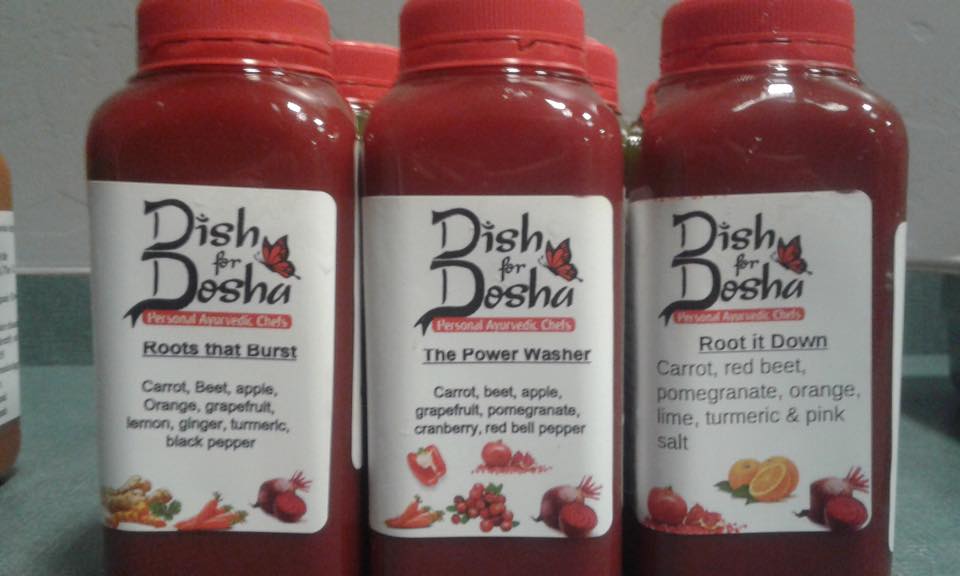 Dish
for
Dosha
Personal Ayurvedic Chefs
Roots that Burst
Carrot, Beet, apple,
Orange, grapefruit,
lemon, ginger, turmeric,
black pepper
Dish
for
Dosha
Personal Ayurvedic Chefs
The Power Washer
Carrot, beet, apple,
grapefruit, pomegranate,
cranberry, red bell pepper
Dish
for
Dosha
Personal Ayurvedic Chefs
Root it Down
Carrot, red beet,
pomegranate, orange,
lime, turmeric & pink
salt